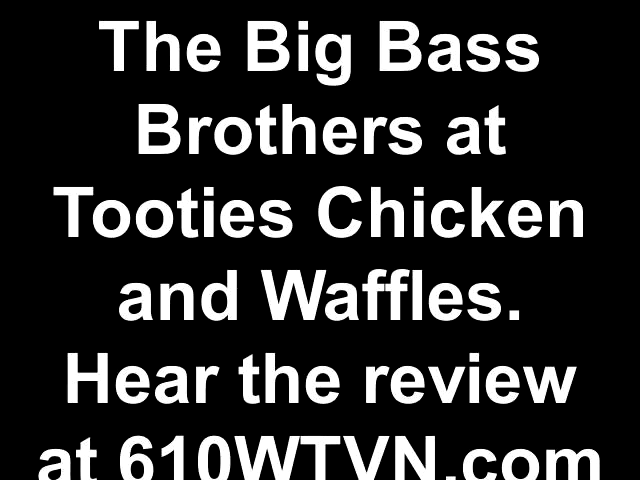 The Big Bass
Brothers at
Tooties Chicken
and Waffles.
Hear the review
at 610WTVN.com